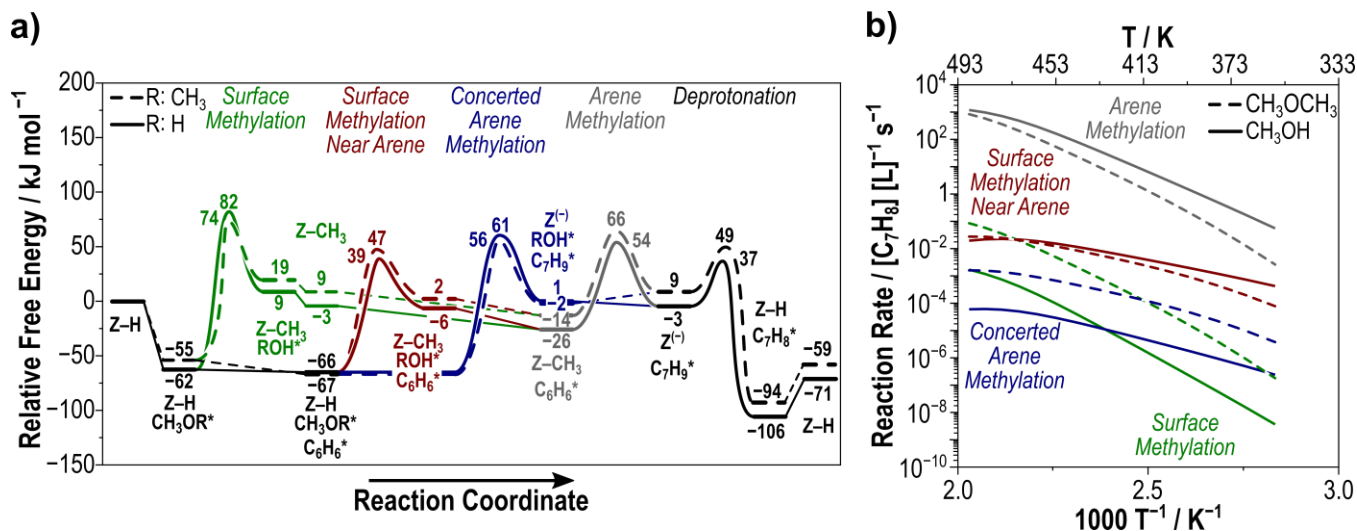 a)
Relative Free Energy / kJ mol⁻¹
200
150
100
50
0
−50
−100
−150
R: CH₃
R: H
Surface
Methylation
Surface
Methylation
Near Arene
Concerted
Arene
Methylation
Arene
Methylation
Deprotonation
Z–H
−55
−62
Z–H
CH₃OR*
74
82
19
9
Z–CH₃
ROH*
Z–CH₃
9
−3
−66
−67
Z–H
CH₃OR*
C₆H₆*
39
47
2
−6
Z–CH₃
ROH*
C₆H₆*
56
61
Z⁽⁻⁾
ROH*
C₇H₉*
1
−2
−14
−26
Z–CH₃
C₆H₆*
66
54
9
−3
Z⁽⁻⁾
C₇H₉*
49
37
Z–H
C₇H₈*
−94
−106
−59
−71
Z–H
Reaction Coordinate
b)
T / K
493
453
413
373
333
Reaction Rate / [C₇H₈] [L]⁻¹ s⁻¹
10⁴
10²
1
10⁻²
10⁻⁴
10⁻⁶
10⁻⁸
10⁻¹⁰
Arene
Methylation
CH₃OCH₃
CH₃OH
Surface
Methylation
Near Arene
Concerted
Arene
Methylation
Surface
Methylation
2.0
2.5
3.0
1000 T⁻¹ / K⁻¹